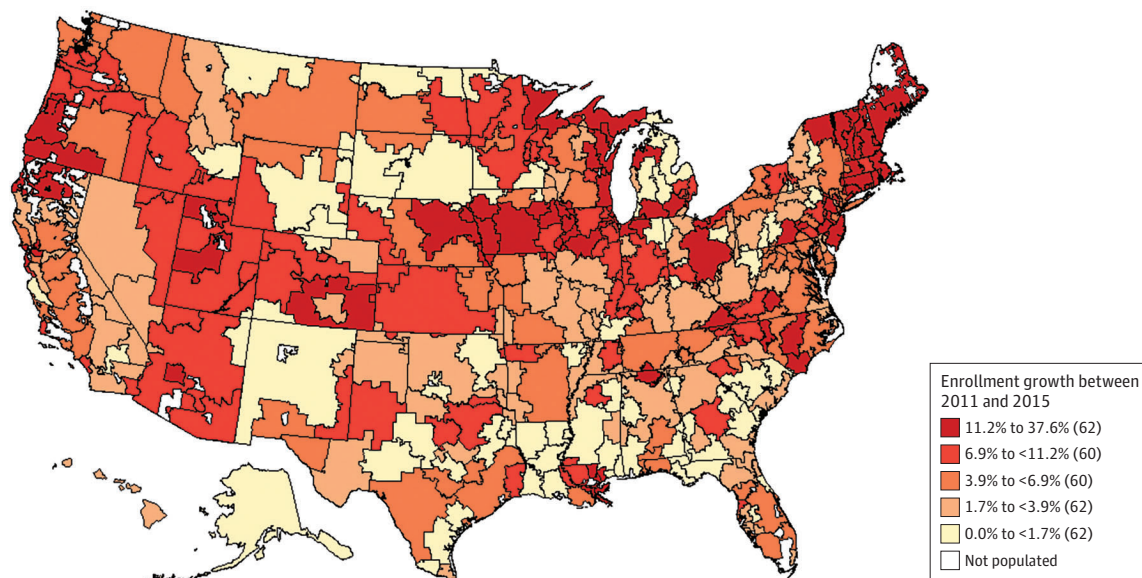 Enrollment growth between
2011 and 2015
11.2% to 37.6% (62)
6.9% to <11.2% (60)
3.9% to <6.9% (60)
1.7% to <3.9% (62)
0.0% to <1.7% (62)
Not populated